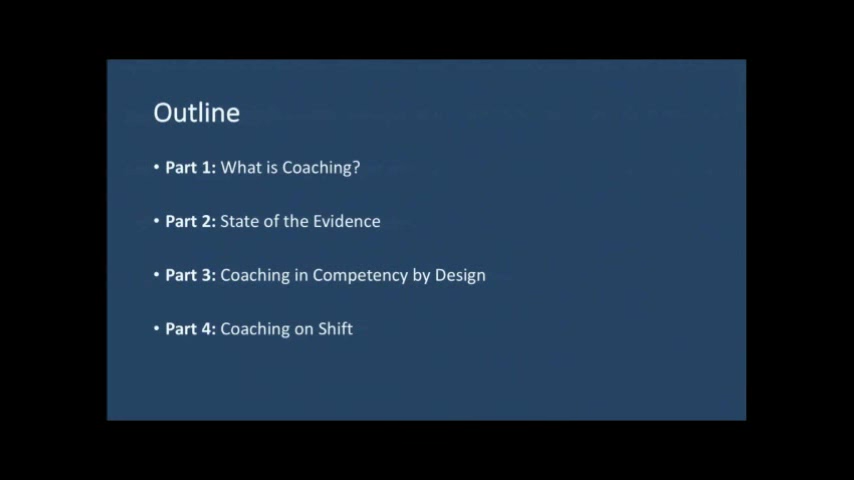 Outline
• Part 1: What is Coaching?
• Part 2: State of the Evidence
• Part 3: Coaching in Competency by Design
• Part 4: Coaching on Shift